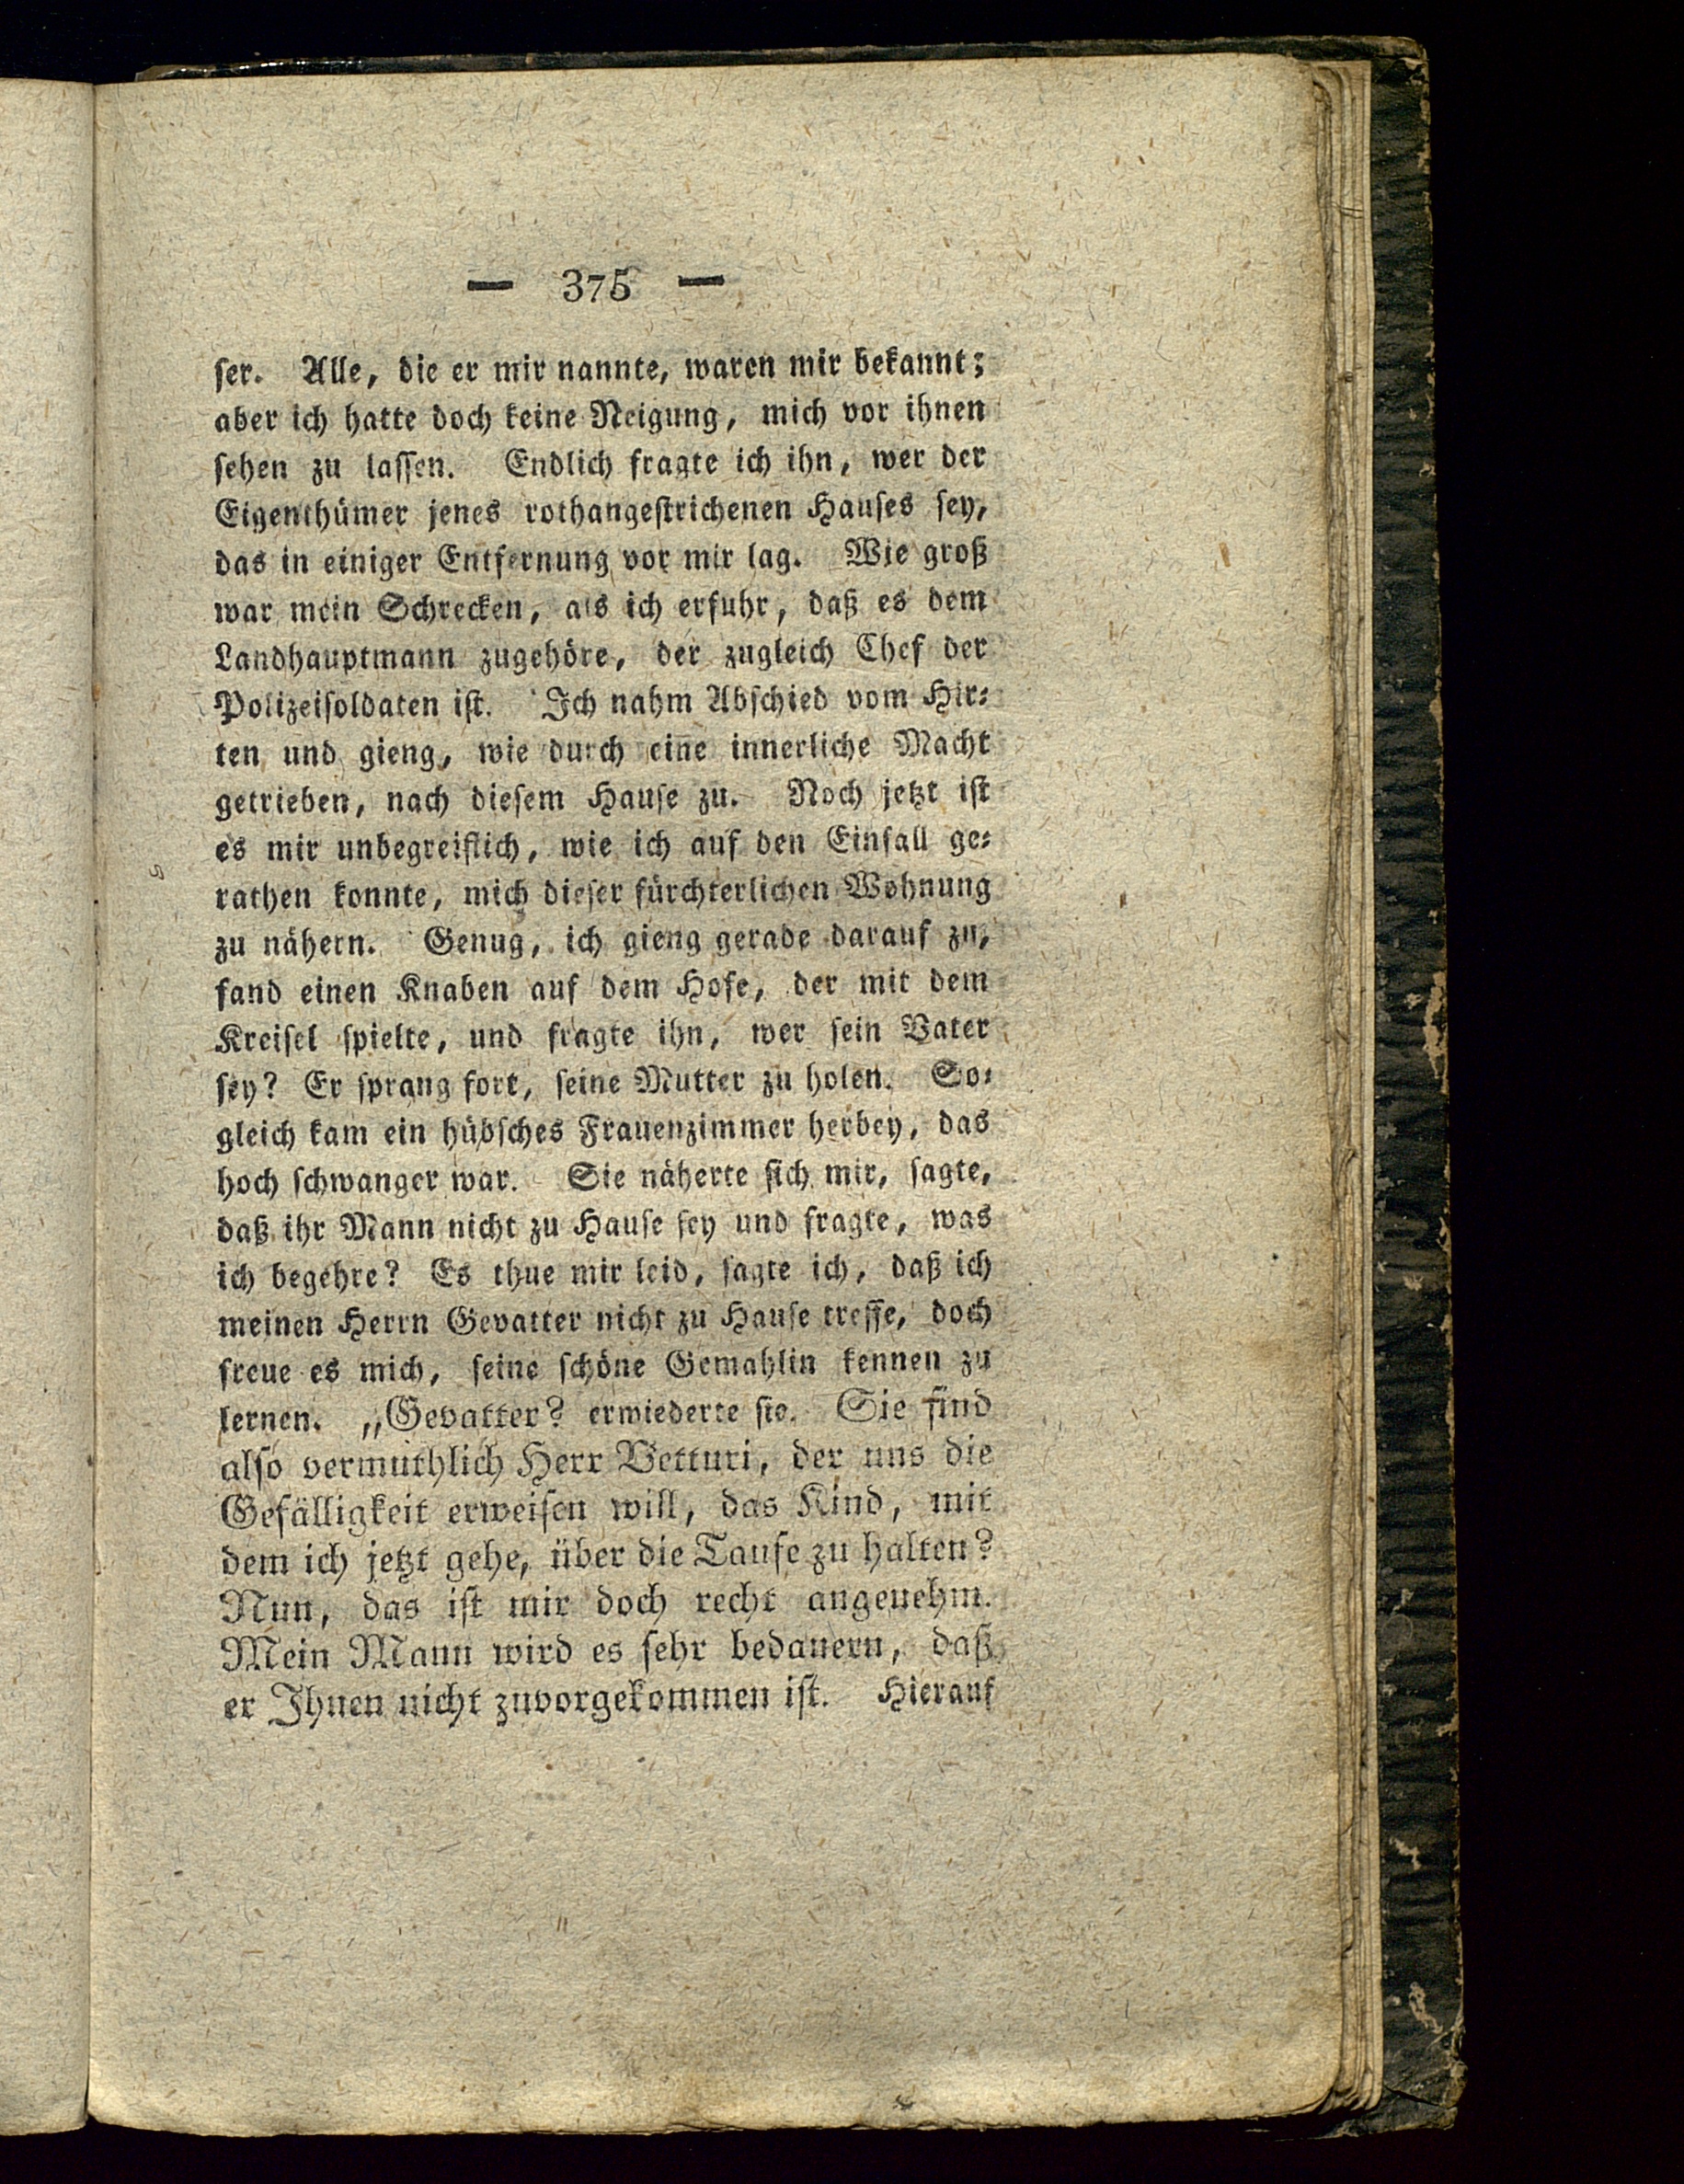 — 375 —
ser. Alle, die er mir nannte, waren mir bekannt;
aber ich hatte doch keine Neigung, mich vor ihnen
sehen zu lassen. Endlich fragte ich ihn, wer der
Eigenthümer jenes rothangestrichenen Hauses sey,
das in einiger Entfernung vor mir lag. Wie groß
war mein Schrecken, als ich erfuhr, daß es dem
Landhauptmann zugehöre, der zugleich Chef der
Polizeisoldaten ist. Ich nahm Abschied vom Hir-
ten und gieng, wie durch eine innerliche Macht
getrieben, nach diesem Hause zu. Noch jetzt ist
es mir unbegreiflich, wie ich auf den Einfall ge-
rathen konnte, mich dieser fürchterlichen Wohnung
zu nähern. Genug, ich gieng gerade darauf zu,
fand einen Knaben auf dem Hofe, der mit dem
Kreisel spielte, und fragte ihn, wer sein Vater
sey? Er sprang fort, seine Mutter zu holen. So-
gleich kam ein hübsches Frauenzimmer herbey, das
hoch schwanger war. Sie näherte sich mir, sagte,
daß ihr Mann nicht zu Hause sey und fragte, was
ich begehre? Es thue mir leid, sagte ich, daß ich
meinen Herrn Gevatter nicht zu Hause treffe, doch
freue es mich, seine schöne Gemahlin kennen zu
lernen. „Gevatter? erwiederte sie. Sie sind
also vermuthlich Herr Vetturi, der uns die
Gefälligkeit erweisen will, das Kind, mit
dem ich jetzt gehe, über die Taufe zu halten?
Nun, das ist mir doch recht angenehm.
Mein Mann wird es sehr bedauern, daß
er Ihnen nicht zuvorgekommen ist. Hierauf